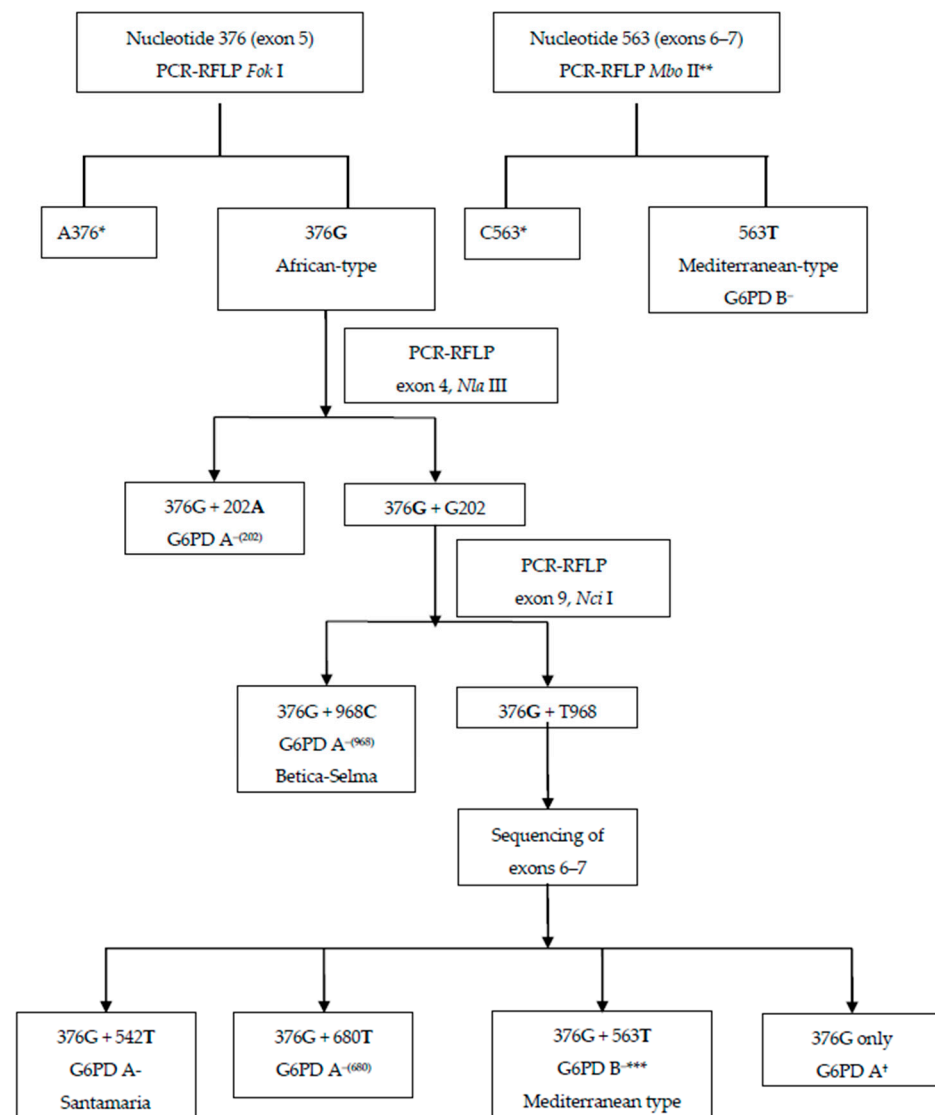 Nucleotide 376 (exon 5)
PCR-RFLP Fok I
Nucleotide 563 (exons 6–7)
PCR-RFLP Mbo II**
A376*
376G
African-type
C563*
563T
Mediterranean-type
G6PD B⁻
PCR-RFLP
exon 4, Nla III
376G + 202A
G6PD A⁻⁽²⁰²⁾
376G + G202
PCR-RFLP
exon 9, Nci I
376G + 968C
G6PD A⁻⁽⁹⁶⁸⁾
Betica-Selma
376G + T968
Sequencing of
exons 6–7
376G + 542T
G6PD A-
Santamaria
376G + 680T
G6PD A⁻⁽⁶⁸⁰⁾
376G + 563T
G6PD B⁻***
Mediterranean type
376G only
G6PD A⁺